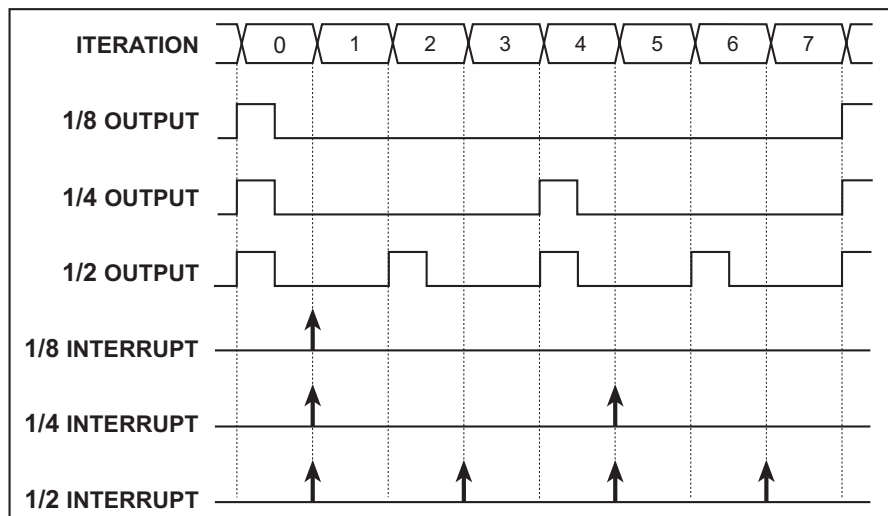 ITERATION 0 1 2 3 4 5 6 7
1/8 OUTPUT
1/4 OUTPUT
1/2 OUTPUT
1/8 INTERRUPT
1/4 INTERRUPT
1/2 INTERRUPT